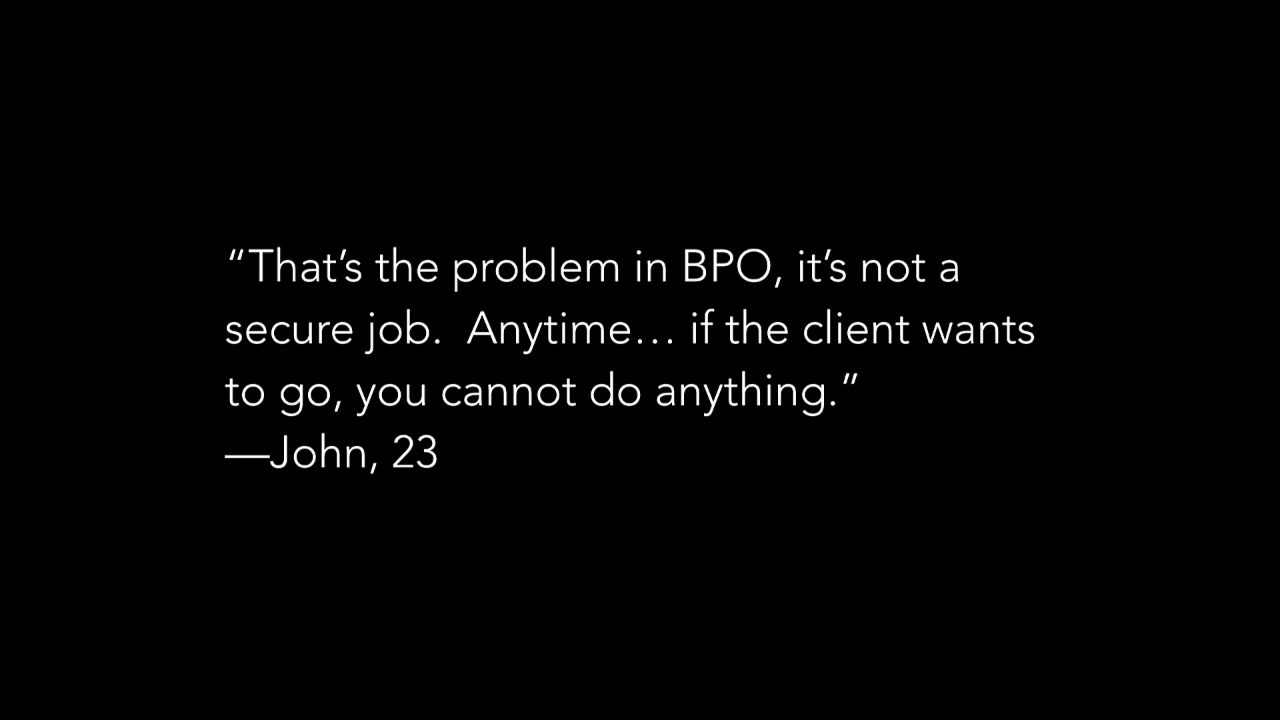 “That’s the problem in BPO, it’s not a
secure job.  Anytime… if the client wants
to go, you cannot do anything.”
—John, 23